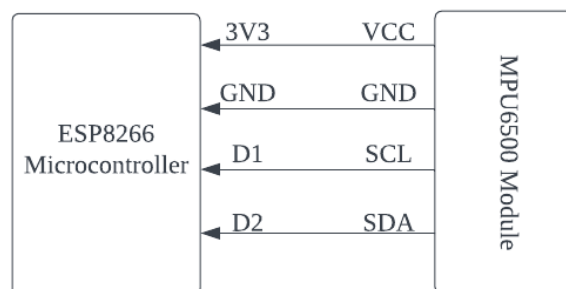 3V3 VCC
GND GND
ESP8266
Microcontroller
D1 SCL
D2 SDA
MPU6500 Module